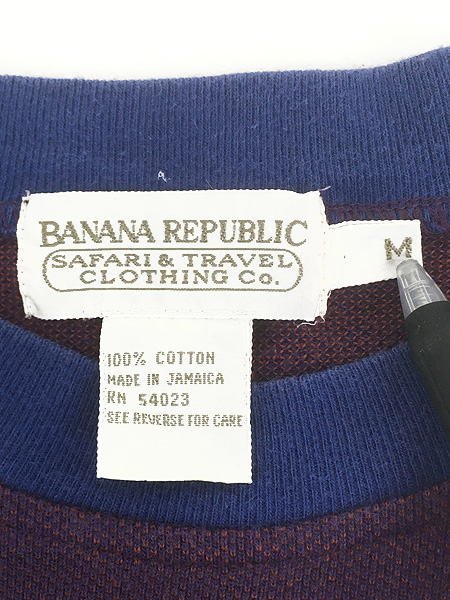 BANANA REPUBLIC
SAFARI & TRAVEL
CLOTHING CO.
M
100% COTTON
MADE IN JAMAICA
RN 54023
SEE REVERSE FOR CARE